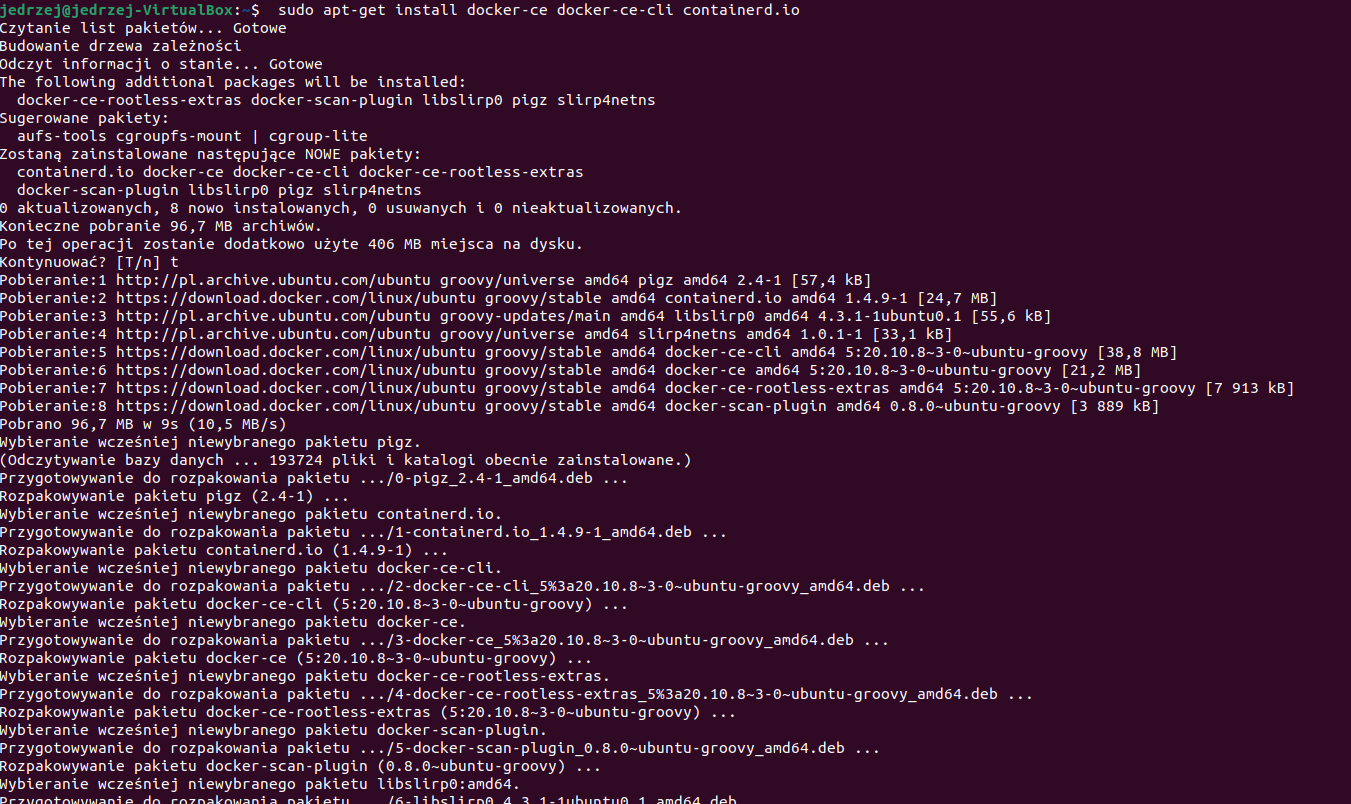 jedrzej@jedrzej-VirtualBox:~$  sudo apt-get install docker-ce docker-ce-cli containerd.io
Czytanie list pakietów... Gotowe
Budowanie drzewa zależności
Odczyt informacji o stanie... Gotowe
The following additional packages will be installed:
  docker-ce-rootless-extras docker-scan-plugin libslirp0 pigz slirp4netns
Sugerowane pakiety:
  aufs-tools cgroupfs-mount | cgroup-lite
Zostaną zainstalowane następujące NOWE pakiety:
  containerd.io docker-ce docker-ce-cli docker-ce-rootless-extras
  docker-scan-plugin libslirp0 pigz slirp4netns
0 aktualizowanych, 8 nowo instalowanych, 0 usuwanych i 0 nieaktualizowanych.
Konieczne pobranie 96,7 MB archiwów.
Po tej operacji zostanie dodatkowo użyte 406 MB miejsca na dysku.
Kontynuować? [T/n] t
Pobieranie:1 http://pl.archive.ubuntu.com/ubuntu groovy/universe amd64 pigz amd64 2.4-1 [57,4 kB]
Pobieranie:2 https://download.docker.com/linux/ubuntu groovy/stable amd64 containerd.io amd64 1.4.9-1 [24,7 MB]
Pobieranie:3 http://pl.archive.ubuntu.com/ubuntu groovy-updates/main amd64 libslirp0 amd64 4.3.1-1ubuntu0.1 [55,6 kB]
Pobieranie:4 http://pl.archive.ubuntu.com/ubuntu groovy/universe amd64 slirp4netns amd64 1.0.1-1 [33,1 kB]
Pobieranie:5 https://download.docker.com/linux/ubuntu groovy/stable amd64 docker-ce-cli amd64 5:20.10.8~3-0~ubuntu-groovy [38,8 MB]
Pobieranie:6 https://download.docker.com/linux/ubuntu groovy/stable amd64 docker-ce amd64 5:20.10.8~3-0~ubuntu-groovy [21,2 MB]
Pobieranie:7 https://download.docker.com/linux/ubuntu groovy/stable amd64 docker-ce-rootless-extras amd64 5:20.10.8~3-0~ubuntu-groovy [7 913 kB]
Pobieranie:8 https://download.docker.com/linux/ubuntu groovy/stable amd64 docker-scan-plugin amd64 0.8.0~ubuntu-groovy [3 889 kB]
Pobrano 96,7 MB w 9s (10,5 MB/s)
Wybieranie wcześniej niewybranego pakietu pigz.
(Odczytywanie bazy danych ... 193724 pliki i katalogi obecnie zainstalowane.)
Przygotowywanie do rozpakowania pakietu .../0-pigz_2.4-1_amd64.deb ...
Rozpakowywanie pakietu pigz (2.4-1) ...
Wybieranie wcześniej niewybranego pakietu containerd.io.
Przygotowywanie do rozpakowania pakietu .../1-containerd.io_1.4.9-1_amd64.deb ...
Rozpakowywanie pakietu containerd.io (1.4.9-1) ...
Wybieranie wcześniej niewybranego pakietu docker-ce-cli.
Przygotowywanie do rozpakowania pakietu .../2-docker-ce-cli_5%3a20.10.8~3-0~ubuntu-groovy_amd64.deb ...
Rozpakowywanie pakietu docker-ce-cli (5:20.10.8~3-0~ubuntu-groovy) ...
Wybieranie wcześniej niewybranego pakietu docker-ce.
Przygotowywanie do rozpakowania pakietu .../3-docker-ce_5%3a20.10.8~3-0~ubuntu-groovy_amd64.deb ...
Rozpakowywanie pakietu docker-ce (5:20.10.8~3-0~ubuntu-groovy) ...
Wybieranie wcześniej niewybranego pakietu docker-ce-rootless-extras.
Przygotowywanie do rozpakowania pakietu .../4-docker-ce-rootless-extras_5%3a20.10.8~3-0~ubuntu-groovy_amd64.deb ...
Rozpakowywanie pakietu docker-ce-rootless-extras (5:20.10.8~3-0~ubuntu-groovy) ...
Wybieranie wcześniej niewybranego pakietu docker-scan-plugin.
Przygotowywanie do rozpakowania pakietu .../5-docker-scan-plugin_0.8.0~ubuntu-groovy_amd64.deb ...
Rozpakowywanie pakietu docker-scan-plugin (0.8.0~ubuntu-groovy) ...
Wybieranie wcześniej niewybranego pakietu libslirp0:amd64.
Przygotowywanie do rozpakowania pakietu .../6-libslirp0_4.3.1-1ubuntu0.1_amd64.deb ...